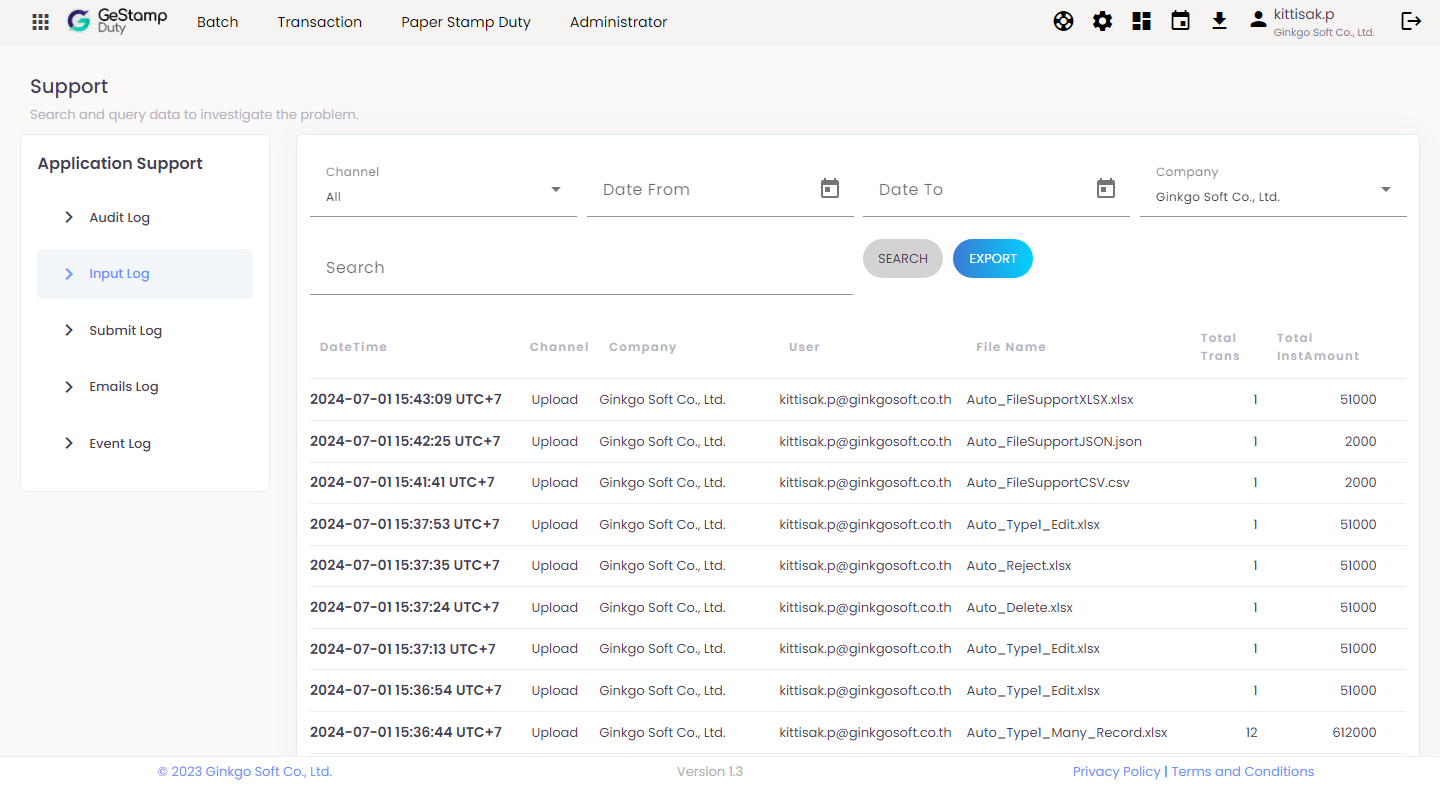 GeStamp
Duty
Batch Transaction Paper Stamp Duty Administrator
kittisak.p
Ginkgo Soft Co., Ltd.
Support
Search and query data to investigate the problem.
Application Support
Audit Log
Input Log
Submit Log
Emails Log
Event Log
Channel
All
Date From
Date To
Company
Ginkgo Soft Co., Ltd.
Search
SEARCH EXPORT
DateTime Channel Company User File Name Total Trans Total InstAmount
2024-07-01 15:43:09 UTC+7 Upload Ginkgo Soft Co., Ltd. kittisak.p@ginkgosoft.co.th Auto_FileSupportXLSX.xlsx 1 51000
2024-07-01 15:42:25 UTC+7 Upload Ginkgo Soft Co., Ltd. kittisak.p@ginkgosoft.co.th Auto_FileSupportJSON.json 1 2000
2024-07-01 15:41:41 UTC+7 Upload Ginkgo Soft Co., Ltd. kittisak.p@ginkgosoft.co.th Auto_FileSupportCSV.csv 1 2000
2024-07-01 15:37:53 UTC+7 Upload Ginkgo Soft Co., Ltd. kittisak.p@ginkgosoft.co.th Auto_Type1_Edit.xlsx 1 51000
2024-07-01 15:37:35 UTC+7 Upload Ginkgo Soft Co., Ltd. kittisak.p@ginkgosoft.co.th Auto_Reject.xlsx 1 51000
2024-07-01 15:37:24 UTC+7 Upload Ginkgo Soft Co., Ltd. kittisak.p@ginkgosoft.co.th Auto_Delete.xlsx 1 51000
2024-07-01 15:37:13 UTC+7 Upload Ginkgo Soft Co., Ltd. kittisak.p@ginkgosoft.co.th Auto_Type1_Edit.xlsx 1 51000
2024-07-01 15:36:54 UTC+7 Upload Ginkgo Soft Co., Ltd. kittisak.p@ginkgosoft.co.th Auto_Type1_Edit.xlsx 1 51000
2024-07-01 15:36:44 UTC+7 Upload Ginkgo Soft Co., Ltd. kittisak.p@ginkgosoft.co.th Auto_Type1_Many_Record.xlsx 12 612000
© 2023 Ginkgo Soft Co., Ltd. Version 1.3 Privacy Policy | Terms and Conditions